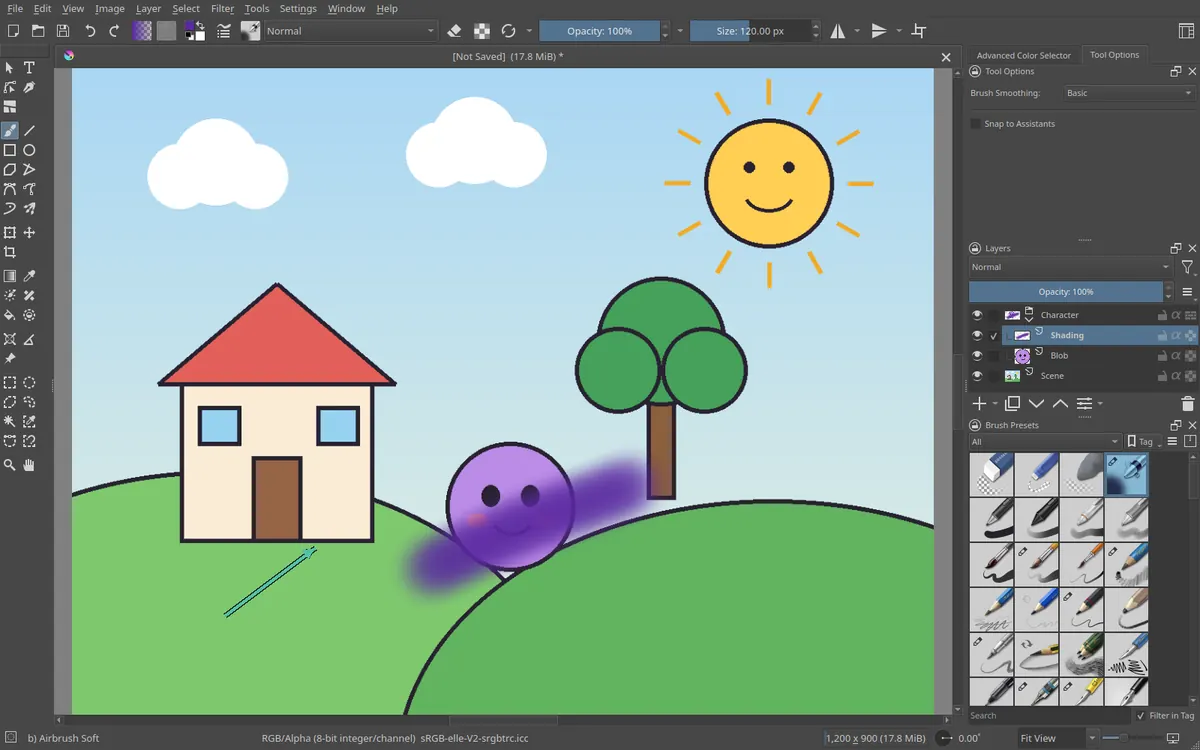 File Edit View Image Layer Select Filter Tools Settings Window Help
Normal
Opacity: 100%
Size: 120.00 px
[Not Saved] (17.8 MiB) *
Advanced Color Selector
Tool Options
Tool Options
Brush Smoothing:
Basic
Snap to Assistants
Layers
Normal
Opacity: 100%
Character
Shading
Blob
Scene
Brush Presets
All
Tag
Search
Filter in Tag
b) Airbrush Soft
RGB/Alpha (8-bit integer/channel) sRGB-elle-V2-srgbtrc.icc
1,200 x 900 (17.8 MiB)
0.00°
Fit View